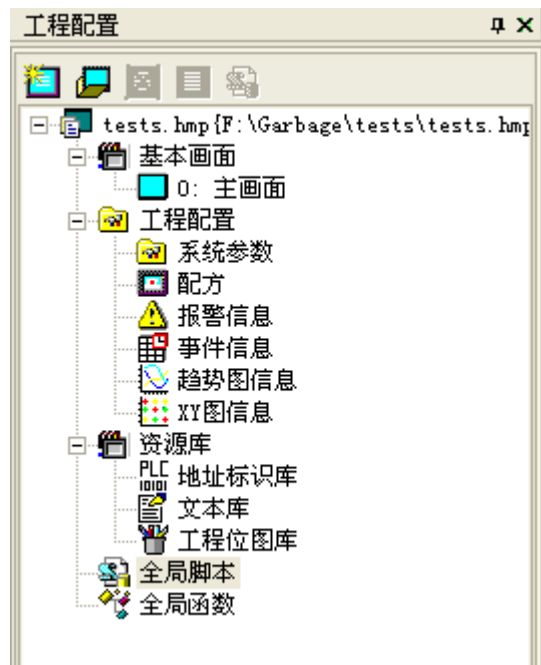 工程配置
tests.hmp{F:\Garbage\tests\tests.hmp
基本画面
0: 主画面
工程配置
系统参数
配方
报警信息
事件信息
趋势图信息
XY图信息
资源库
PLC 地址标识库
文本库
工程位图库
全局脚本
全局函数